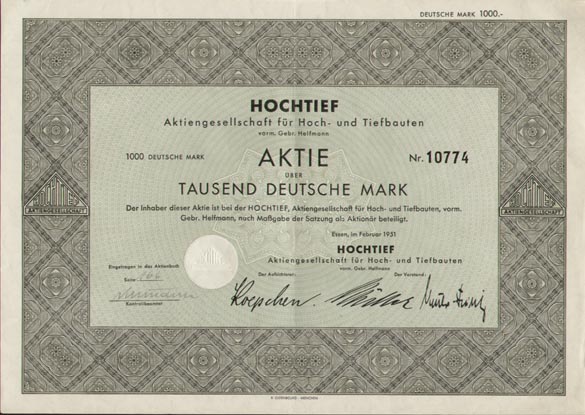 DEUTSCHE MARK 1000.-
HOCHTIEF
Aktiengesellschaft für Hoch- und Tiefbauten
vorm. Gebr. Helfmann
1000 DEUTSCHE MARK
AKTIE
Nr. 10774
ÜBER
TAUSEND DEUTSCHE MARK
Der Inhaber dieser Aktie ist bei der HOCHTIEF, Aktiengesellschaft für Hoch- und Tiefbauten, vorm.
Gebr. Helfmann, nach Maßgabe der Satzung als Aktionär beteiligt.
AKTIENGESELLSCHAFT
AKTIENGESELLSCHAFT
Essen, im Februar 1951
HOCHTIEF
Aktiengesellschaft für Hoch- und Tiefbauten
vorm. Gebr. Helfmann
Eingetragen in das Aktienbuch
Seite
Kontrollbeamter
Der Aufsichtsrat:
Der Vorstand:
Koepchen.
Müller